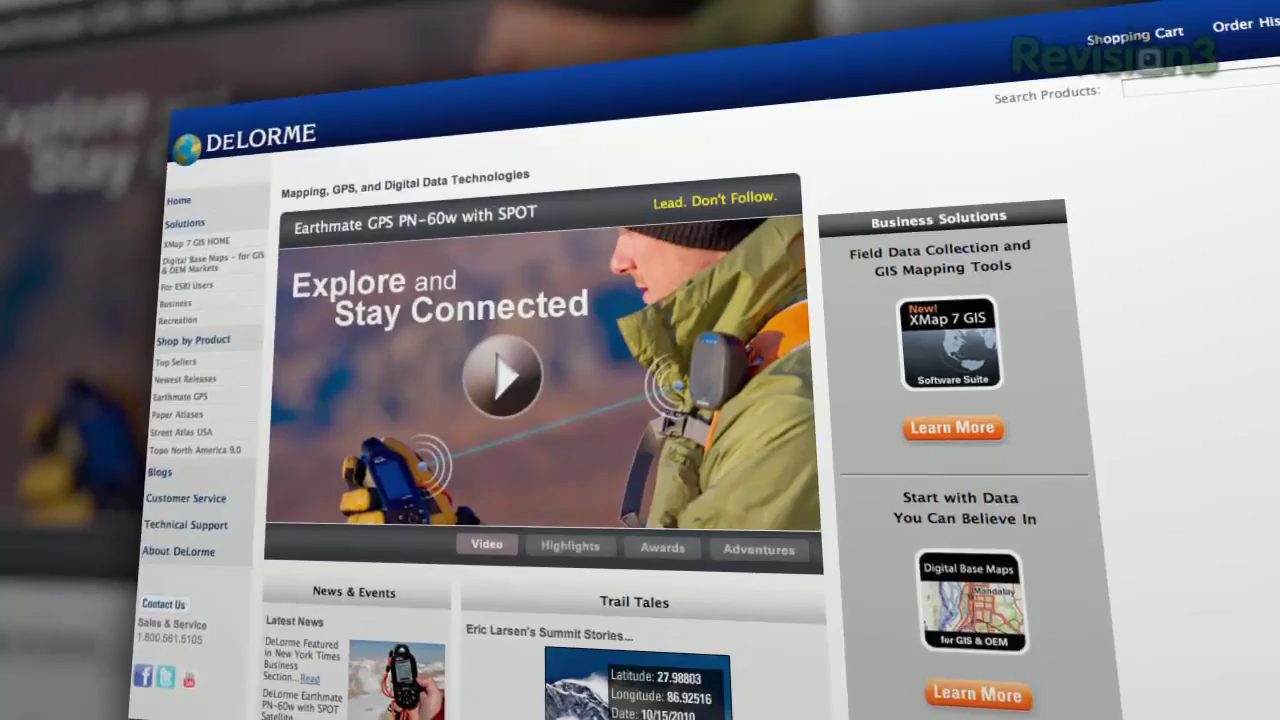 Shopping Cart
Order His
Revision3
Search Products:
DELORME
Home
Solutions
XMap 7 GIS HOME
Digital Base Maps - for GIS
& OEM Markets
For ESRI Users
Business
Recreation
Shop by Product
Top Sellers
Newest Releases
Earthmate GPS
Paper Atlases
Street Atlas USA
Topo North America 9.0
Blogs
Customer Service
Technical Support
About DeLorme
Contact Us
Sales & Service
1.800.561.5105
Mapping, GPS, and Digital Data Technologies
Earthmate GPS PN-60w with SPOT
Lead. Don't Follow.
Explore and
Stay Connected
Video
Highlights
Awards
Adventures
News & Events
Latest News
DeLorme Featured
in New York Times
Business
Section...Read
DeLorme Earthmate
PN-60w with SPOT
Satellite
Trail Tales
Eric Larsen's Summit Stories...
Latitude: 27.98803
Longitude: 86.92516
Date: 10/15/2010
Business Solutions
Field Data Collection and
GIS Mapping Tools
New!
XMap 7 GIS
Software Suite
Learn More
Start with Data
You Can Believe In
Digital Base Maps
Mandalay
for GIS & OEM
Learn More